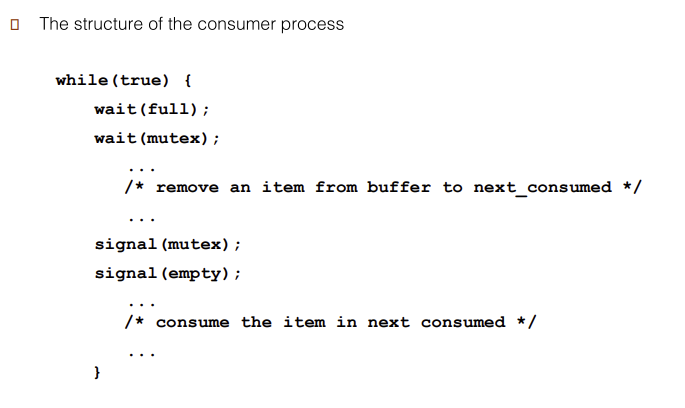 The structure of the consumer process
while(true) {
wait(full);
wait(mutex);
...
/* remove an item from buffer to next_consumed */
...
signal(mutex);
signal(empty);
...
/* consume the item in next consumed */
...
}